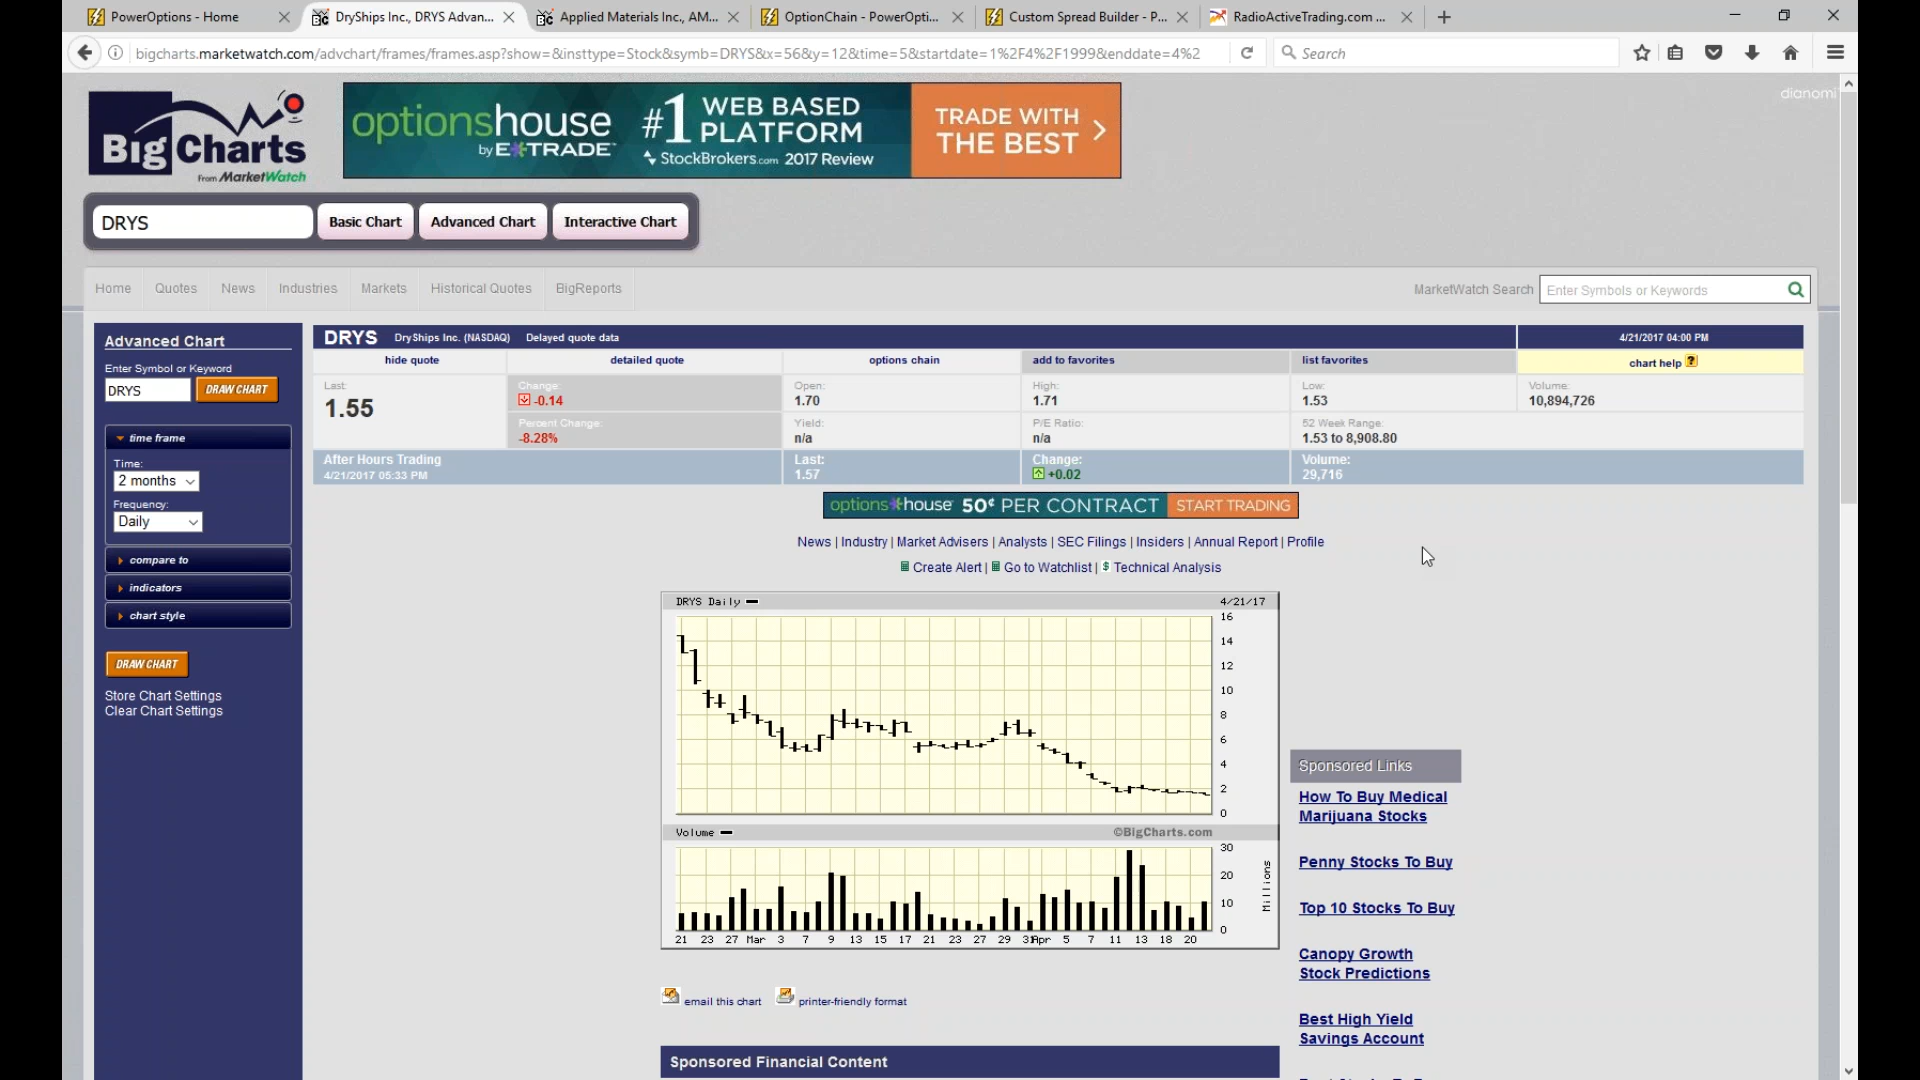 PowerOptions - Home
DryShips Inc., DRYS Advan...
Applied Materials Inc., AM...
OptionChain - PowerOpti...
Custom Spread Builder - P...
RadioActiveTrading.com ...
bigcharts.marketwatch.com/advchart/frames/frames.asp?show=&insttype=Stock&symb=DRYS&x=56&y=12&time=5&startdate=1%2F4%2F1999&enddate=4%2
Search
BigCharts
From MarketWatch
optionshouse
by E*TRADE
#1 WEB BASED
PLATFORM
StockBrokers.com 2017 Review
TRADE WITH
THE BEST
dianomi
DRYS
Basic Chart
Advanced Chart
Interactive Chart
Home
Quotes
News
Industries
Markets
Historical Quotes
BigReports
MarketWatch Search
Enter Symbols or Keywords
Advanced Chart
Enter Symbol or Keyword
DRYS
DRAW CHART
time frame
Time:
2 months
Frequency:
Daily
compare to
indicators
chart style
DRAW CHART
Store Chart Settings
Clear Chart Settings
DRYS DryShips Inc. (NASDAQ) Delayed quote data
4/21/2017 04:00 PM
hide quote
detailed quote
options chain
add to favorites
list favorites
chart help ?
Last:
1.55
Change:
-0.14
Open:
1.70
High:
1.71
Low:
1.53
Volume:
10,894,726
Percent Change:
-8.28%
Yield:
n/a
P/E Ratio:
n/a
52 Week Range:
1.53 to 8,908.80
After Hours Trading
4/21/2017 05:33 PM
Last:
1.57
Change:
+0.02
Volume:
29,716
optionshouse 50¢ PER CONTRACT START TRADING
News | Industry | Market Advisers | Analysts | SEC Filings | Insiders | Annual Report | Profile
Create Alert | Go to Watchlist | $ Technical Analysis
DRYS Daily
4/21/17
16
14
12
10
8
6
4
2
0
Volume
©BigCharts.com
30
20
10
0
Millions
21 23 27 Mar 3 7 9 13 15 17 21 23 27 29 31Apr 5 7 11 13 18 20
email this chart
printer-friendly format
Sponsored Financial Content
Sponsored Links
How To Buy Medical
Marijuana Stocks
Penny Stocks To Buy
Top 10 Stocks To Buy
Canopy Growth
Stock Predictions
Best High Yield
Savings Account